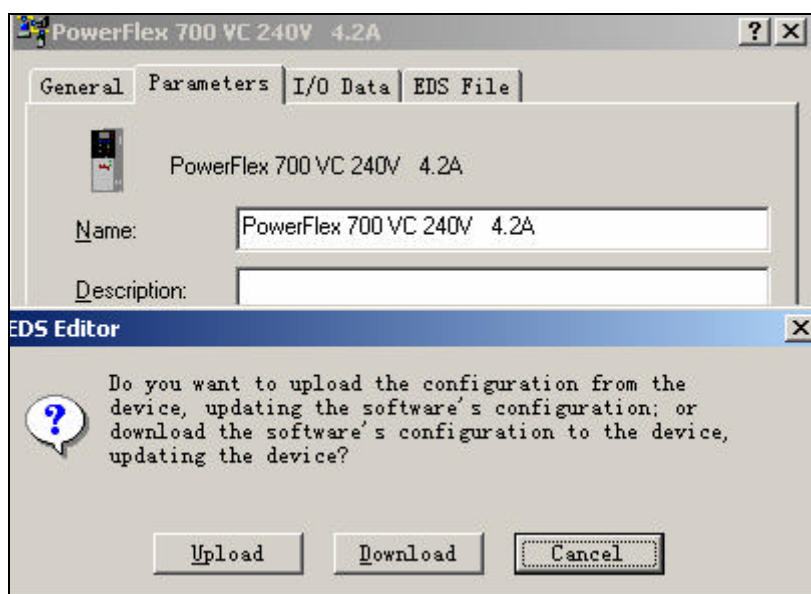 PowerFlex 700 VC 240V 4.2A
General Parameters I/O Data EDS File
PowerFlex 700 VC 240V 4.2A
Name: PowerFlex 700 VC 240V 4.2A
Description:
EDS Editor
Do you want to upload the configuration from the
device, updating the software's configuration; or
download the software's configuration to the device,
updating the device?
Upload Download Cancel